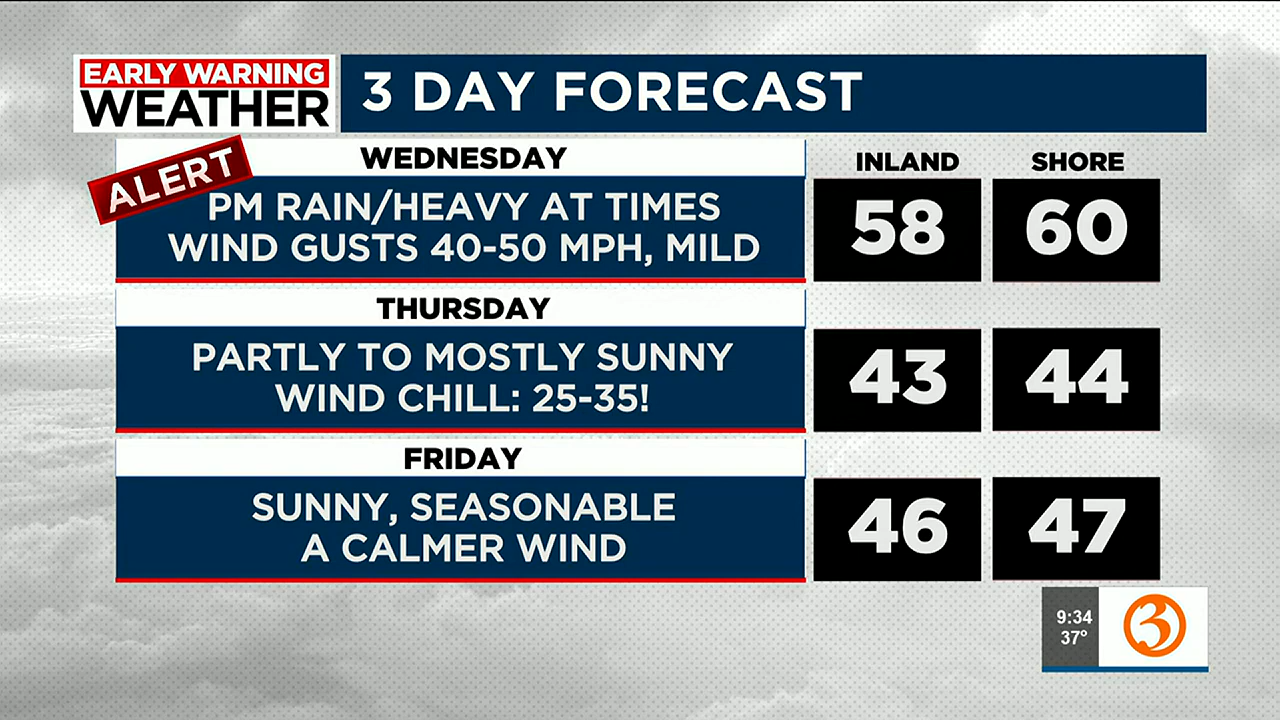 EARLY WARNING
WEATHER
3 DAY FORECAST
ALERT
WEDNESDAY
INLAND
SHORE
PM RAIN/HEAVY AT TIMES
WIND GUSTS 40-50 MPH, MILD
58
60
THURSDAY
PARTLY TO MOSTLY SUNNY
WIND CHILL: 25-35!
43
44
FRIDAY
SUNNY, SEASONABLE
A CALMER WIND
46
47
9:34
37°
3